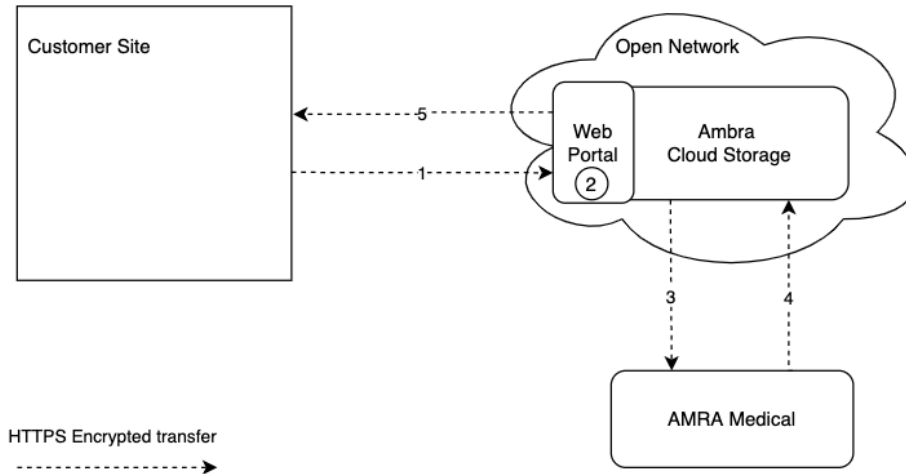 Customer Site
Open Network
5
Web
Portal
2
Ambra
Cloud Storage
1
3
4
AMRA Medical
HTTPS Encrypted transfer